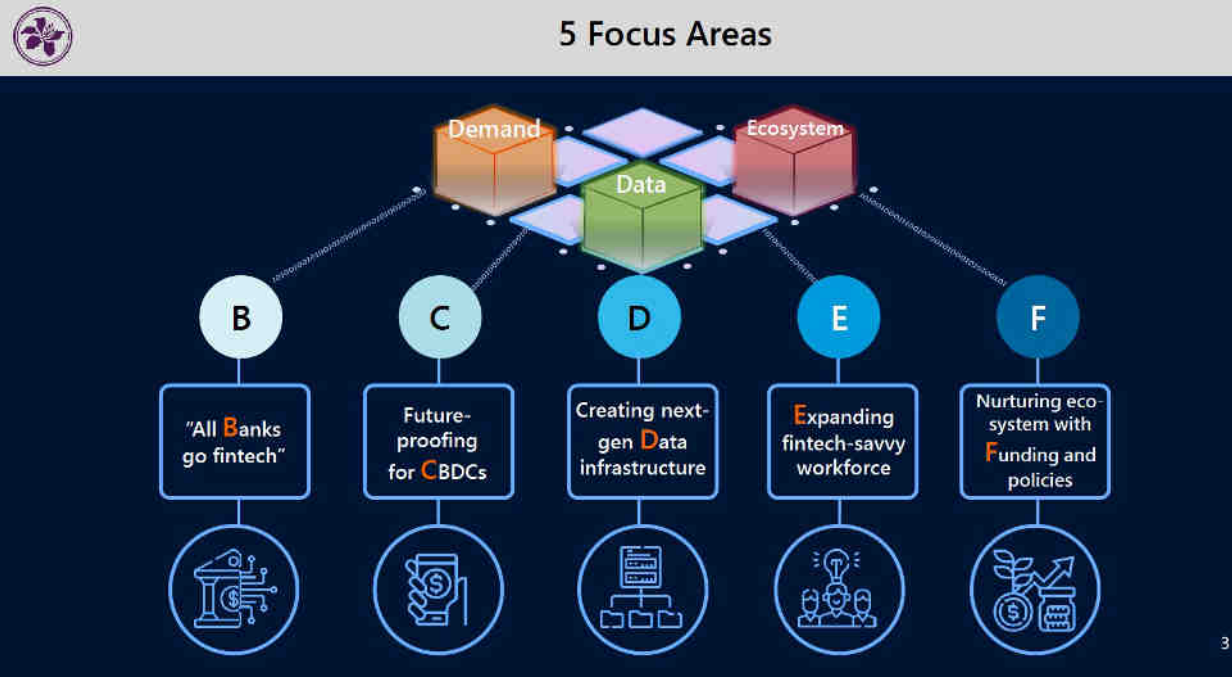 5 Focus Areas
Demand
Ecosystem
Data
B
C
D
E
F
"All Banks
go fintech"
Future-
proofing
for CBDCs
Creating next-
gen Data
infrastructure
Expanding
fintech-savvy
workforce
Nurturing eco-
system with
Funding and
policies
3